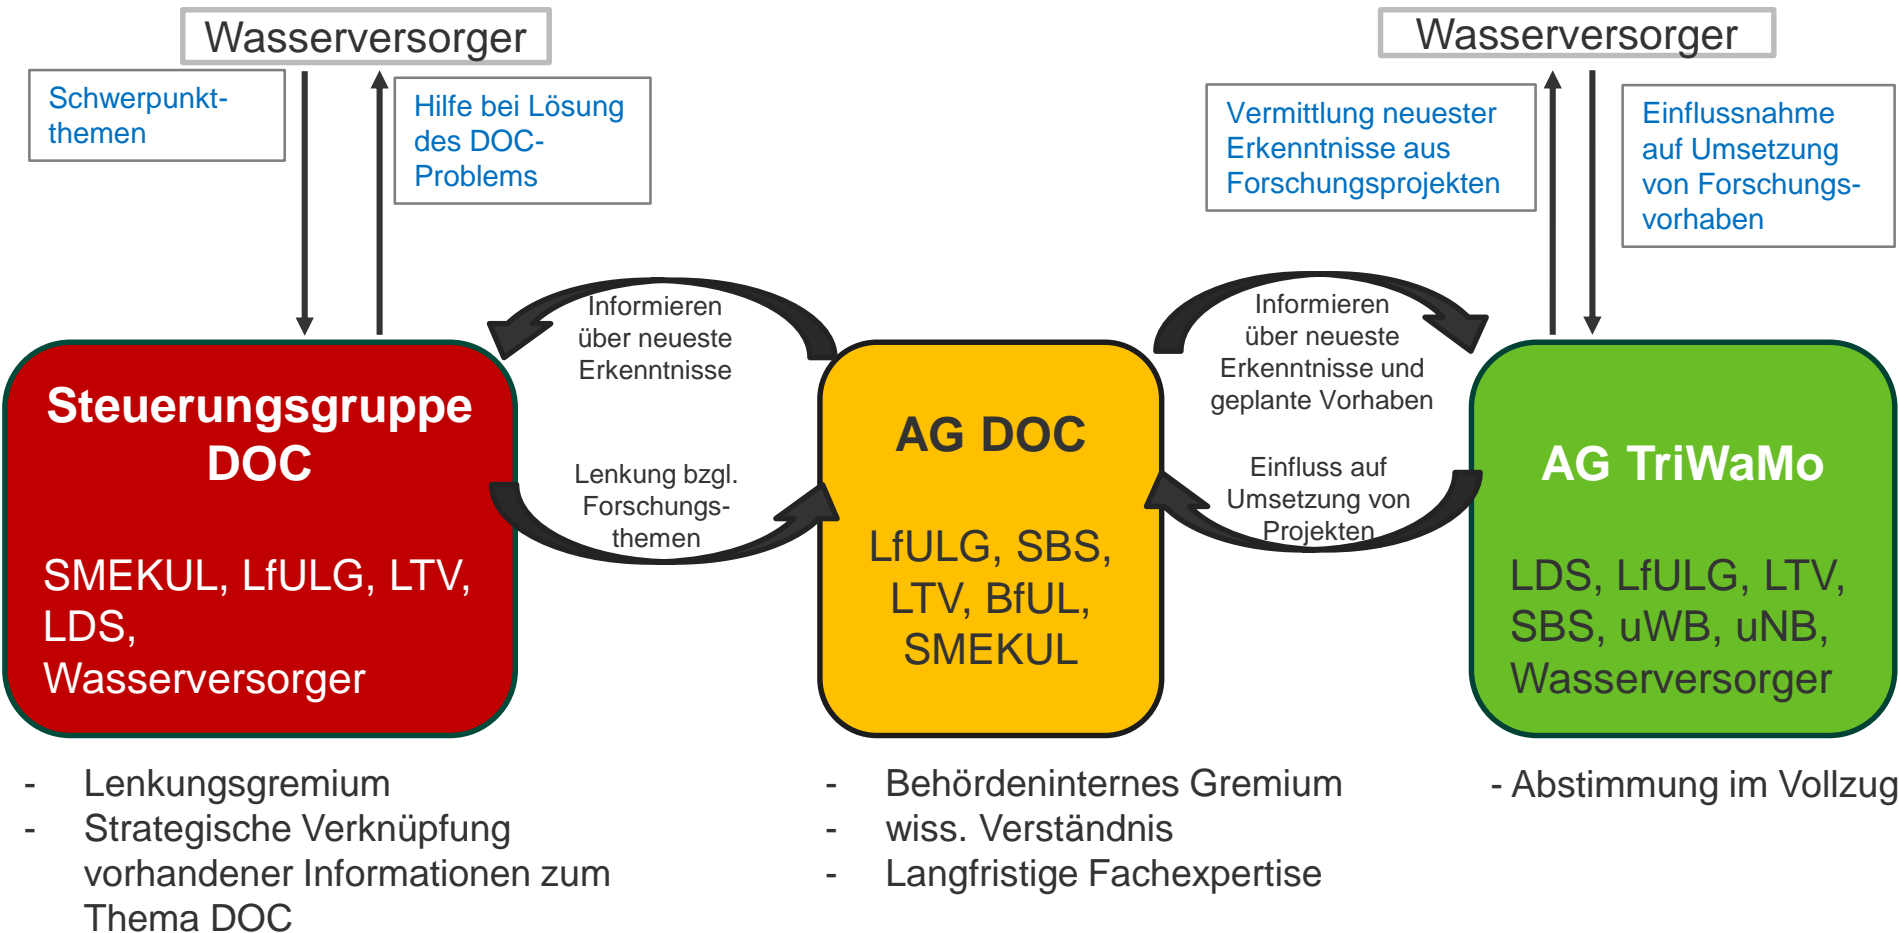 Wasserversorger
Schwerpunkt-
themen
Hilfe bei Lösung
des DOC-
Problems
Wasserversorger
Vermittlung neuester
Erkenntnisse aus
Forschungsprojekten
Einflussnahme
auf Umsetzung
von Forschungs-
vorhaben
Informieren
über neueste
Erkenntnisse
Lenkung bzgl.
Forschungs-
themen
Informieren
über neueste
Erkenntnisse und
geplante Vorhaben
Einfluss auf
Umsetzung von
Projekten
Steuerungsgruppe
DOC
SMEKUL, LfULG, LTV,
LDS,
Wasserversorger
AG DOC
LfULG, SBS,
LTV, BfUL,
SMEKUL
AG TriWaMo
LDS, LfULG, LTV,
SBS, uWB, uNB,
Wasserversorger
- Lenkungsgremium
- Strategische Verknüpfung
vorhandener Informationen zum
Thema DOC
- Behördeninternes Gremium
- wiss. Verständnis
- Langfristige Fachexpertise
- Abstimmung im Vollzug